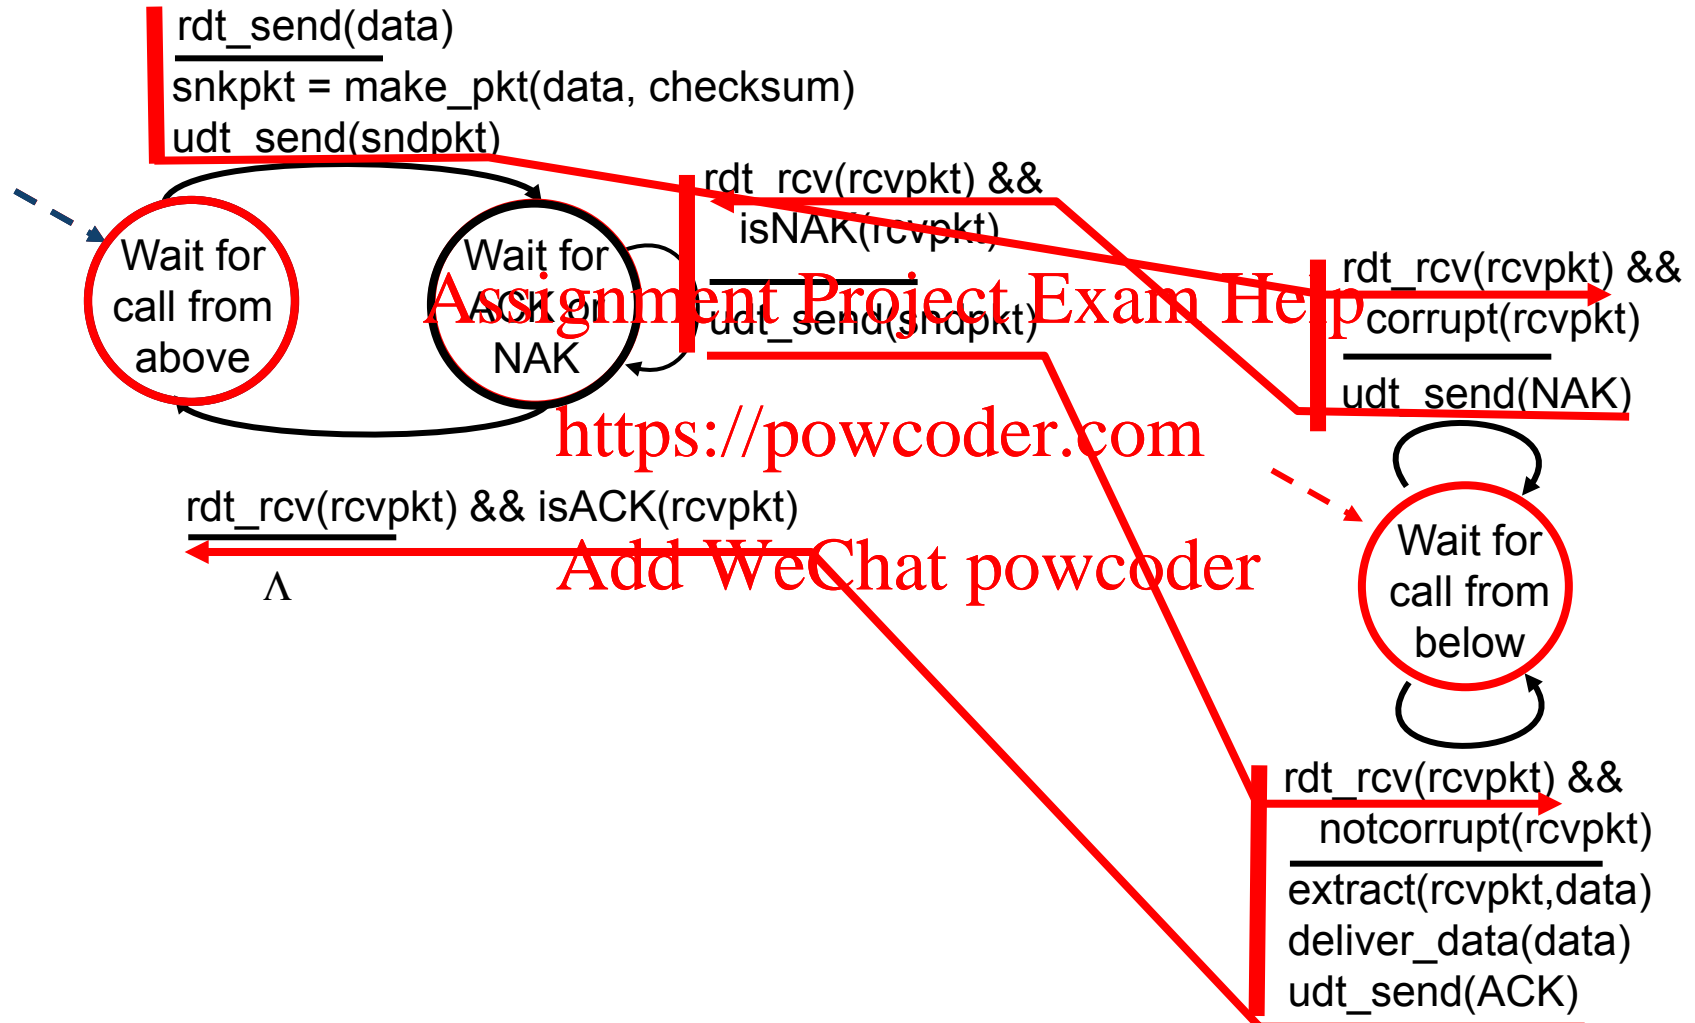 rdt_send(data)
snkpkt = make_pkt(data, checksum)
udt_send(sndpkt)
rdt_rcv(rcvpkt) &&
isNAK(rcvpkt)
udt_send(sndpkt)
Wait for
call from
above
Wait for
ACK or
NAK
rdt_rcv(rcvpkt) &&
corrupt(rcvpkt)
udt_send(NAK)
Assignment Project Exam Help
https://powcoder.com
Add WeChat powcoder
rdt_rcv(rcvpkt) && isACK(rcvpkt)
Λ
Wait for
call from
below
rdt_rcv(rcvpkt) &&
notcorrupt(rcvpkt)
extract(rcvpkt,data)
deliver_data(data)
udt_send(ACK)